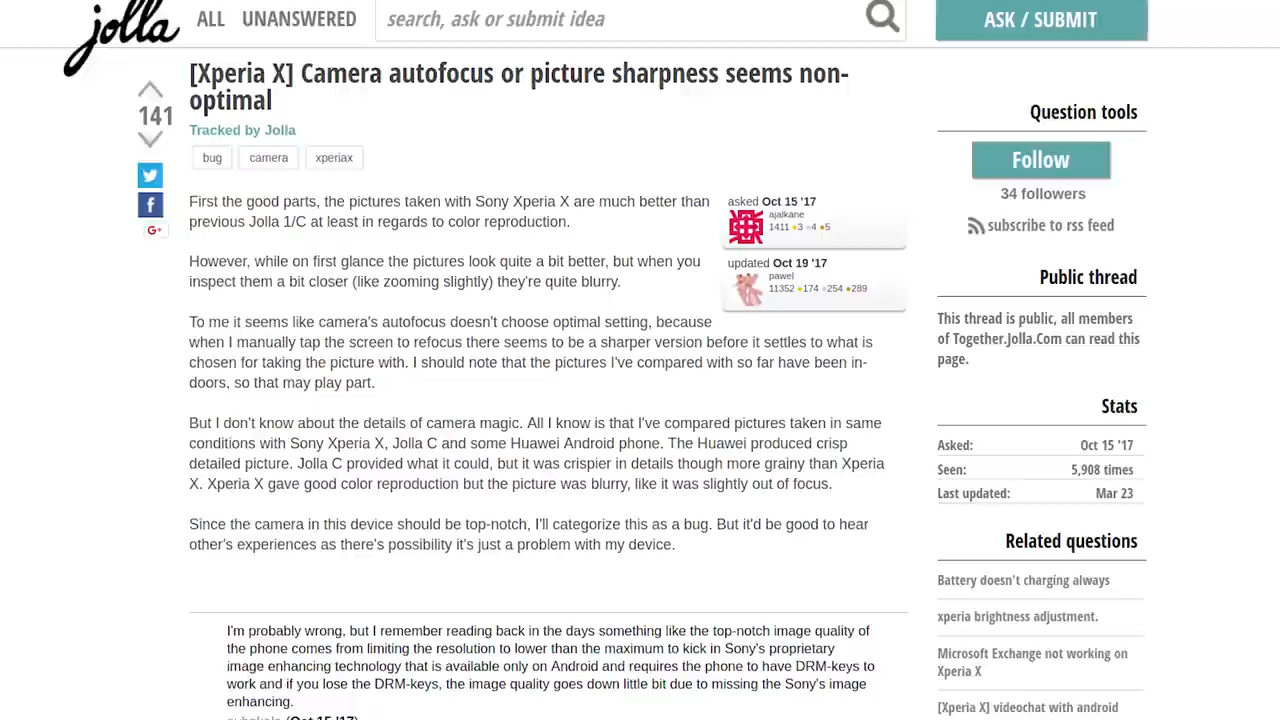 jolla
ALL UNANSWERED
search, ask or submit idea
ASK / SUBMIT
[Xperia X] Camera autofocus or picture sharpness seems non-
optimal
141
Tracked by Jolla
bug camera xperiax
First the good parts, the pictures taken with Sony Xperia X are much better than
previous Jolla 1/C at least in regards to color reproduction.
However, while on first glance the pictures look quite a bit better, but when you
inspect them a bit closer (like zooming slightly) they're quite blurry.
To me it seems like camera's autofocus doesn't choose optimal setting, because
when I manually tap the screen to refocus there seems to be a sharper version before it settles to what is
chosen for taking the picture with. I should note that the pictures I've compared with so far have been in-
doors, so that may play part.
But I don't know about the details of camera magic. All I know is that I've compared pictures taken in same
conditions with Sony Xperia X, Jolla C and some Huawei Android phone. The Huawei produced crisp
detailed picture. Jolla C provided what it could, but it was crispier in details though more grainy than Xperia
X. Xperia X gave good color reproduction but the picture was blurry, like it was slightly out of focus.
Since the camera in this device should be top-notch, I'll categorize this as a bug. But it'd be good to hear
other's experiences as there's possibility it's just a problem with my device.
asked Oct 15 '17
ajalkane
1411 ●3 ●4 ●5
updated Oct 19 '17
pawel
11352 ●174 ●254 ●289
I'm probably wrong, but I remember reading back in the days something like the top-notch image quality of
the phone comes from limiting the resolution to lower than the maximum to kick in Sony's proprietary
image enhancing technology that is available only on Android and requires the phone to have DRM-keys to
work and if you lose the DRM-keys, the image quality goes down little bit due to missing the Sony's image
enhancing.
(Oct 15 '17)
Question tools
Follow
34 followers
subscribe to rss feed
Public thread
This thread is public, all members
of Together.Jolla.Com can read this
page.
Stats
Asked: Oct 15 '17
Seen: 5,908 times
Last updated: Mar 23
Related questions
Battery doesn't charging always
xperia brightness adjustment.
Microsoft Exchange not working on
Xperia X
[Xperia X] videochat with android
f
G+